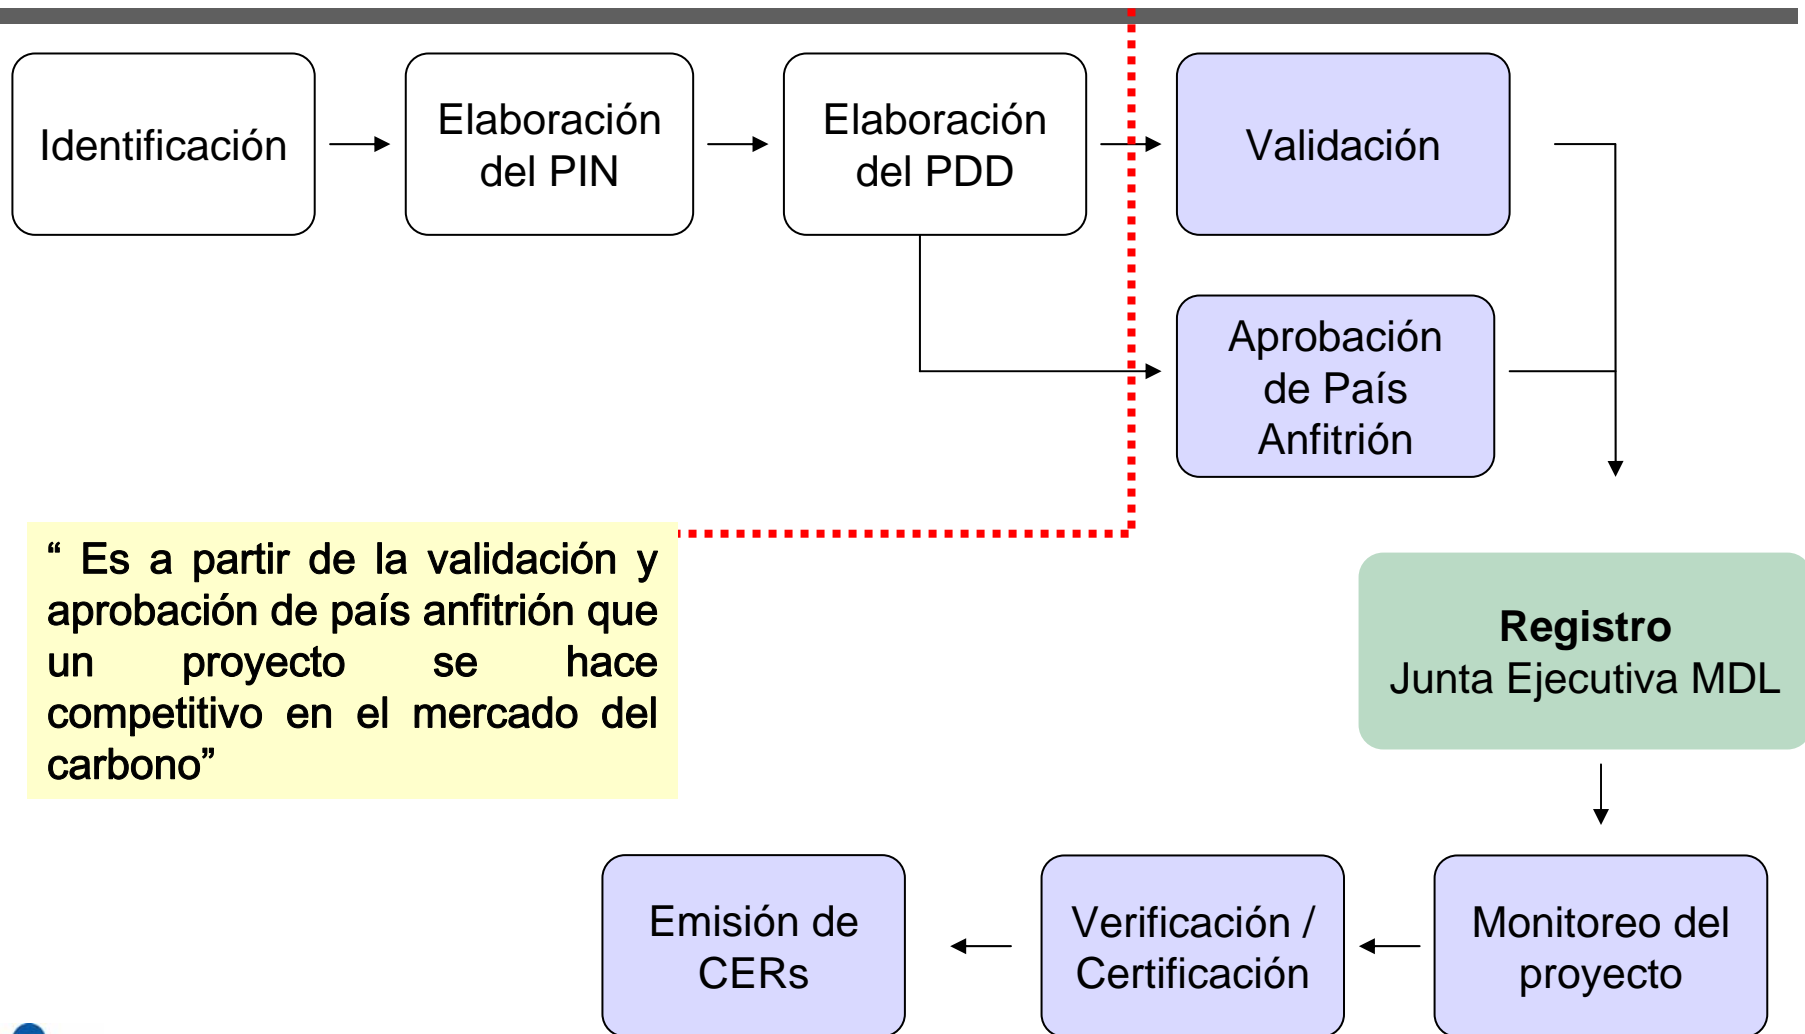 Identificación
Elaboración
del PIN
Elaboración
del PDD
Validación
Aprobación
de País
Anfitrión
“ Es a partir de la validación y
aprobación de país anfitrión que
un proyecto se hace
competitivo en el mercado del
carbono”
Registro
Junta Ejecutiva MDL
Emisión de
CERs
Verificación /
Certificación
Monitoreo del
proyecto